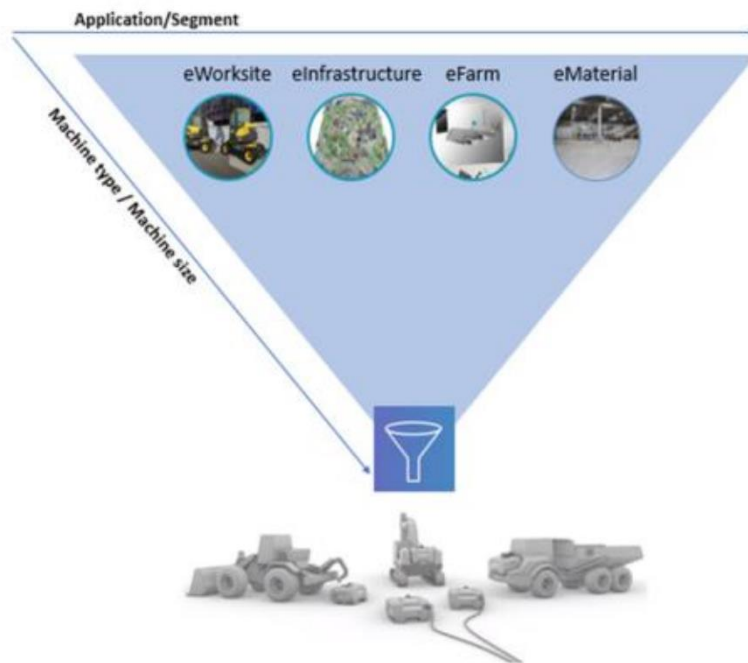 Application/Segment
eWorksite
eInfrastructure
eFarm
eMaterial
Machine type / Machine size